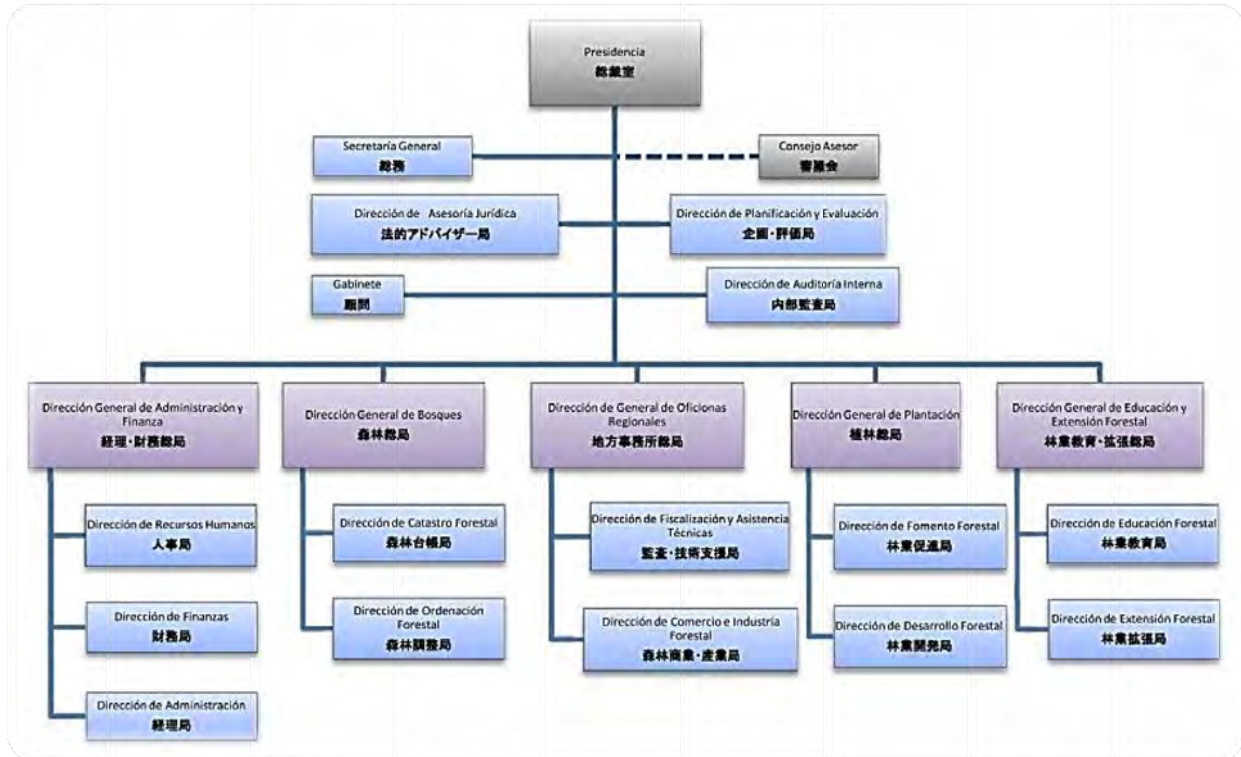 Presidencia
総裁室
Secretaría General
総務
Consejo Asesor
審議会
Dirección de Asesoría Jurídica
法的アドバイザー局
Dirección de Planificación y Evaluación
企画・評価局
Gabinete
顧問
Dirección de Auditoría Interna
内部監査局
Dirección General de Administración y
Finanza
経理・財務総局
Dirección General de Bosques
森林総局
Dirección de General de Oficionas
Regionales
地方事務所総局
Dirección General de Plantación
植林総局
Dirección General de Educación y
Extensión Forestal
林業教育・拡張総局
Dirección de Recursos Humanos
人事局
Dirección de Catastro Forestal
森林台帳局
Dirección de Fiscalización y Asistencia
Técnicas
監査・技術支援局
Dirección de Fomento Forestal
林業促進局
Dirección de Educación Forestal
林業教育局
Dirección de Finanzas
財務局
Dirección de Ordenación
Forestal
森林調整局
Dirección de Comercio e Industría
Forestal
森林商業・産業局
Dirección de Desarrollo Forestal
林業開発局
Dirección de Extensión Forestal
林業拡張局
Dirección de Administración
経理局